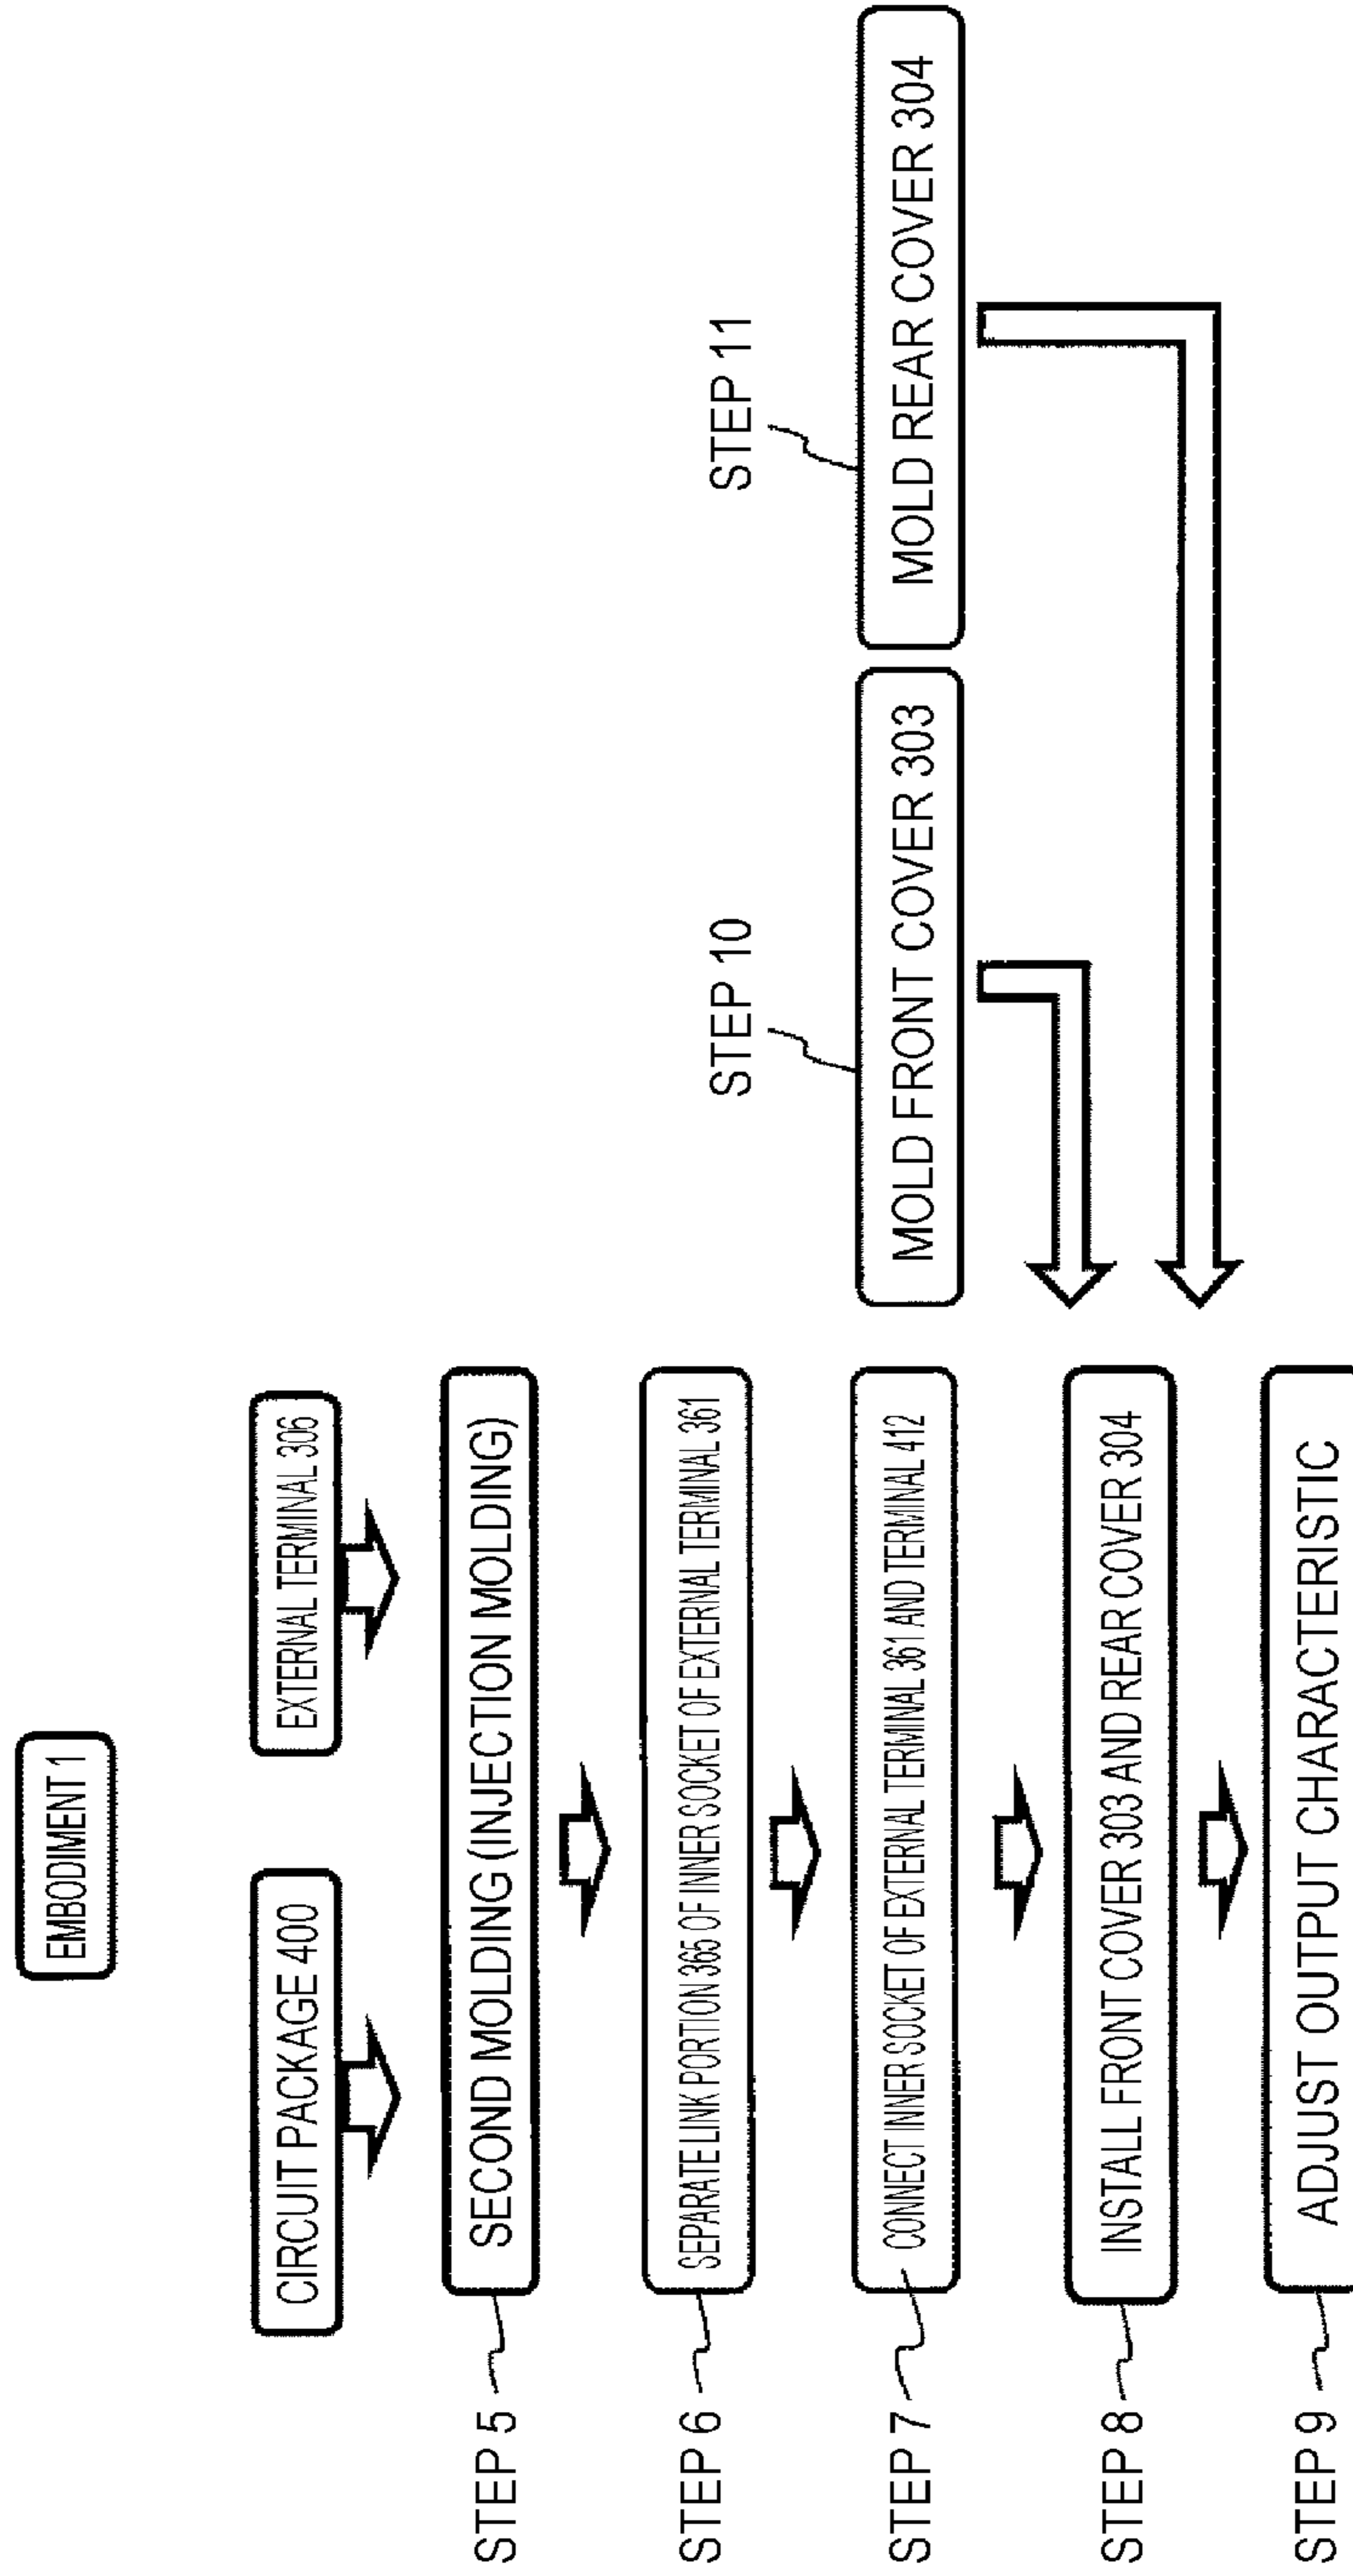 EMBODIMENT 1
CIRCUIT PACKAGE 400
EXTERNAL TERMINAL 306
STEP 5
SECOND MOLDING (INJECTION MOLDING)
STEP 6
SEPARATE LINK PORTION 365 OF INNER SOCKET OF EXTERNAL TERMINAL 361
STEP 10
STEP 11
STEP 7
CONNECT INNER SOCKET OF EXTERNAL TERMINAL 361 AND TERMINAL 412
MOLD FRONT COVER 303
MOLD REAR COVER 304
STEP 8
INSTALL FRONT COVER 303 AND REAR COVER 304
STEP 9
ADJUST OUTPUT CHARACTERISTIC